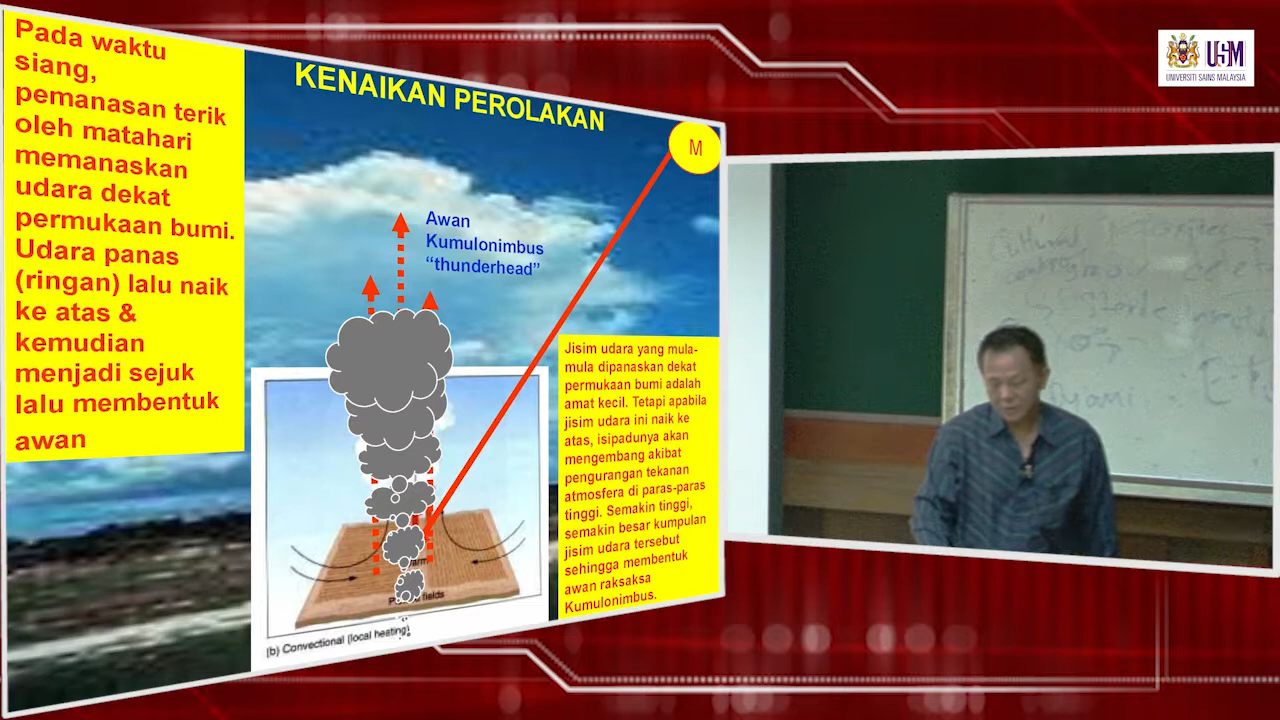 Pada waktu
siang,
pemanasan terik
oleh matahari
memanaskan
udara dekat
permukaan bumi.
Udara panas
(ringan) lalu naik
ke atas &
kemudian
menjadi sejuk
lalu membentuk
awan
KENAIKAN PEROLAKAN
M
Awan
Kumulonimbus
“thunderhead”
Jisim udara yang mula-
mula dipanaskan dekat
permukaan bumi adalah
amat kecil. Tetapi apabila
jisim udara ini naik ke
atas, isipadunya akan
mengembang akibat
pengurangan tekanan
atmosfera di paras-paras
tinggi. Semakin tinggi,
semakin besar kumpulan
jisim udara tersebut
sehingga membentuk
awan raksaksa
Kumulonimbus.
fields
(b) Convectional (local heating)
USM
UNIVERSITI SAINS MALAYSIA